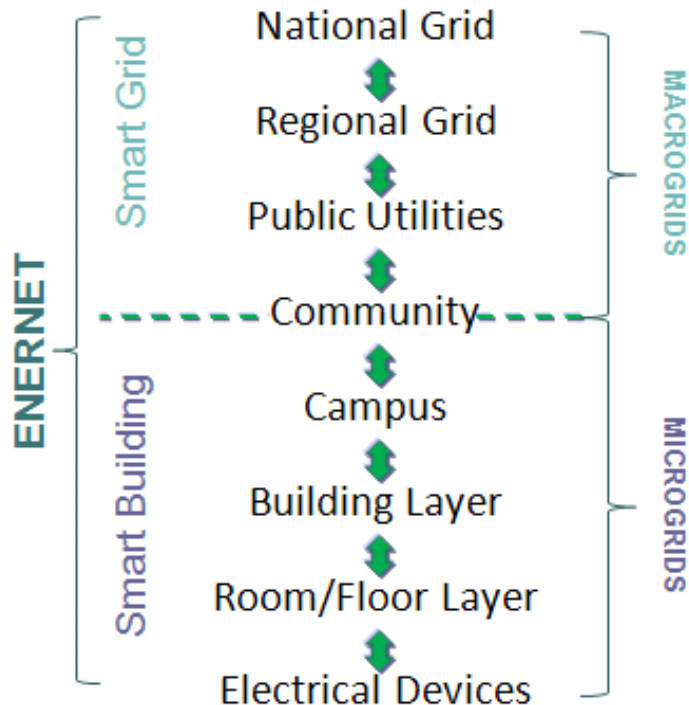 National Grid
Regional Grid
Public Utilities
Community
Campus
Building Layer
Room/Floor Layer
Electrical Devices
ENERNET
Smart Grid
Smart Building
MACROGRIDS
MICROGRIDS